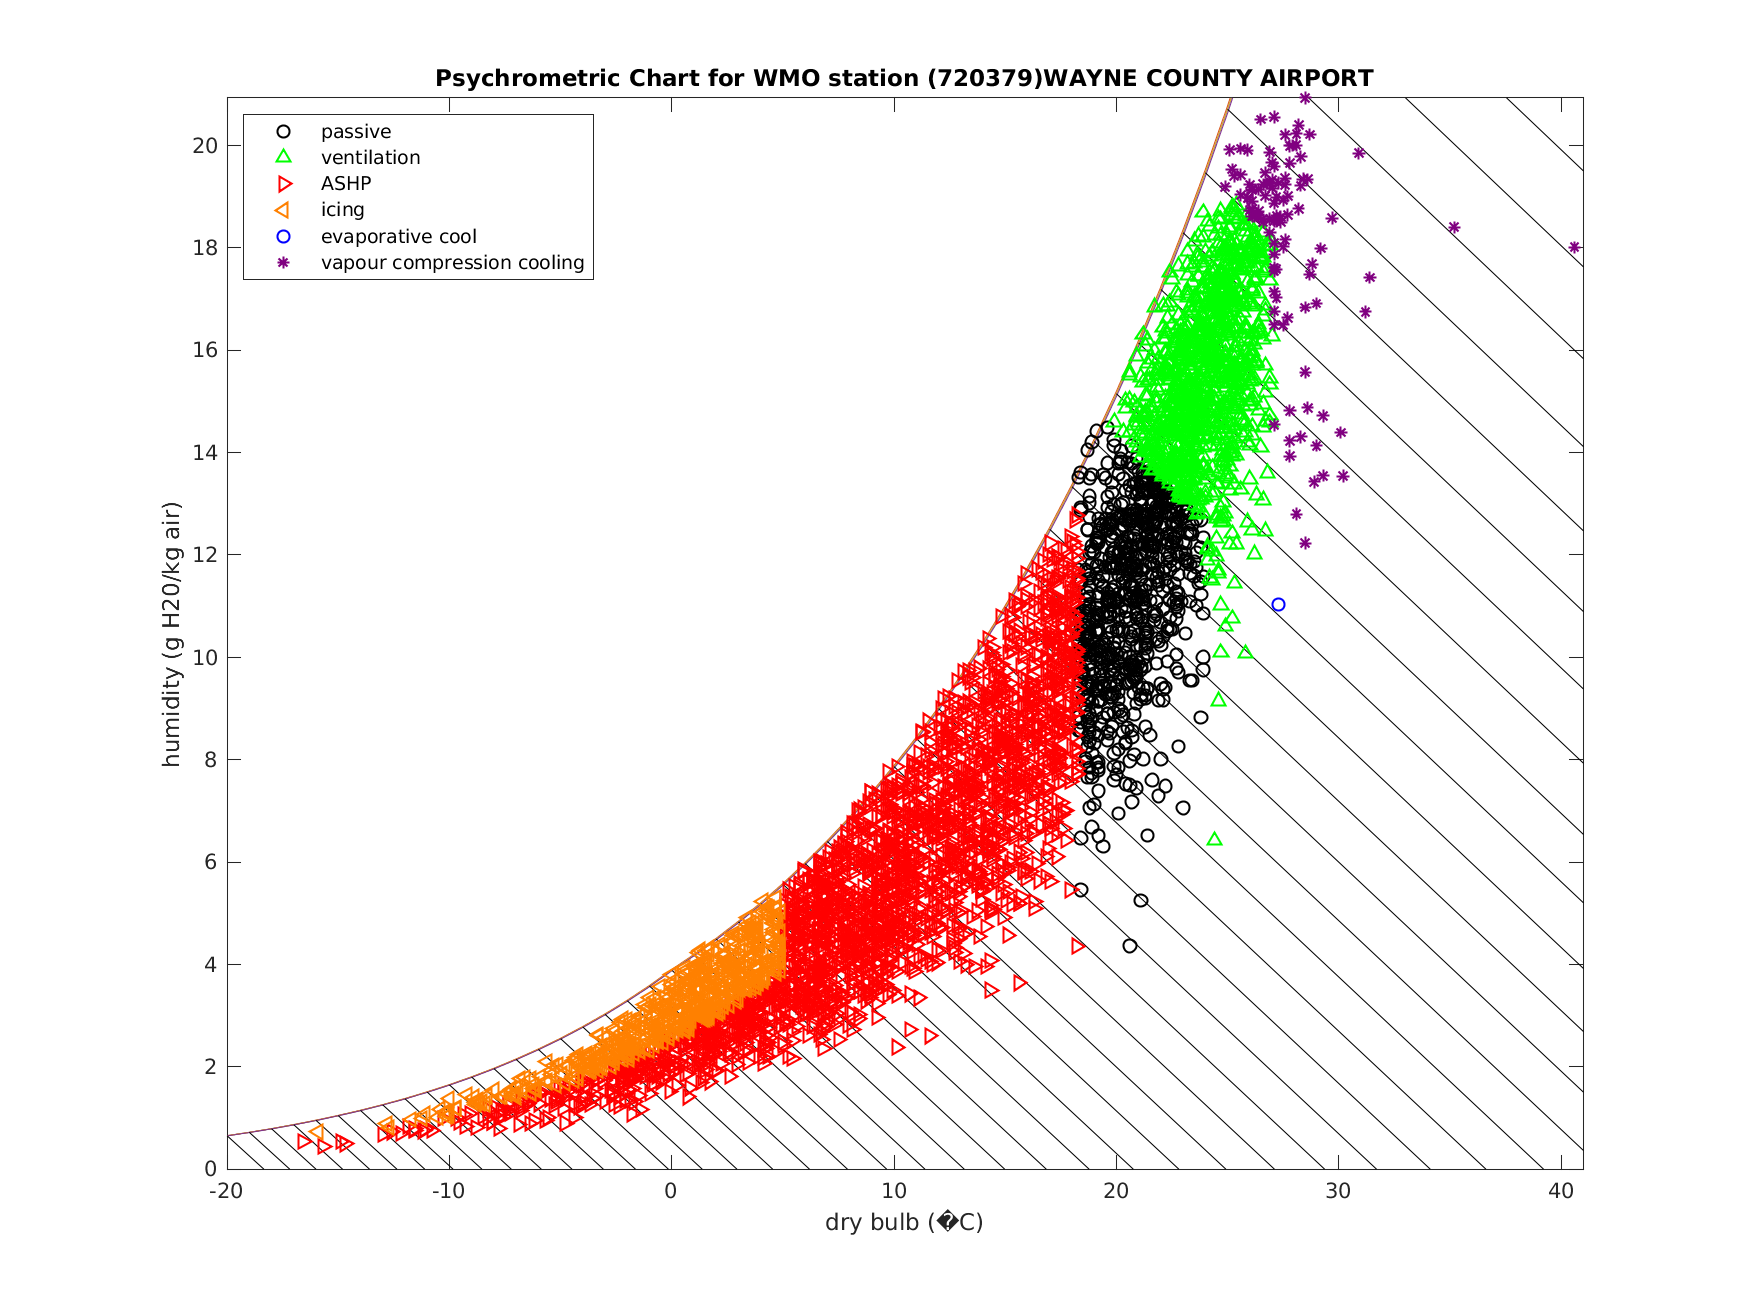 Psychrometric Chart for WMO station (720379)WAYNE COUNTY AIRPORT
passive
ventilation
ASHP
icing
evaporative cool
vapour compression cooling
humidity (g H20/kg air)
20
18
16
14
12
10
8
6
4
2
0
-20 -10 0 10 20 30 40
dry bulb (�C)